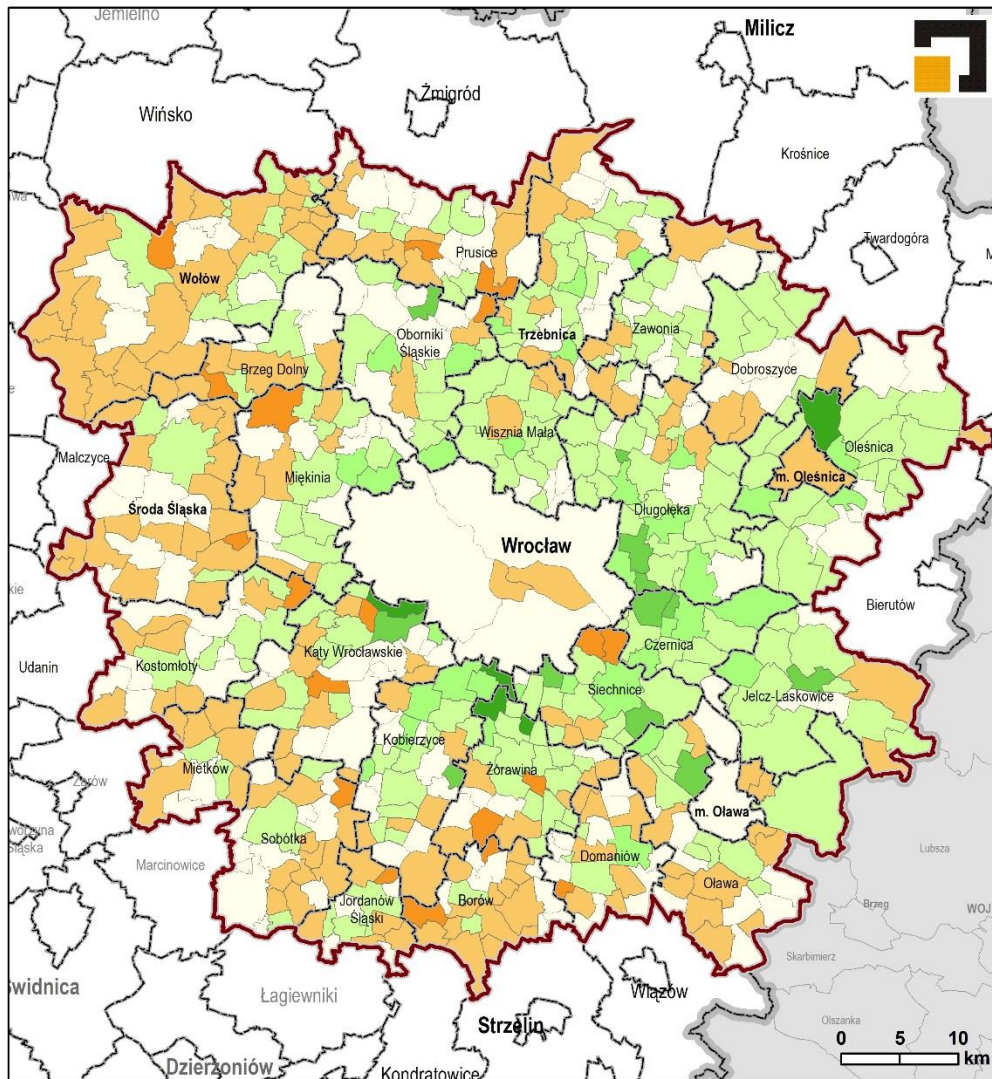 Jemielno
Milicz
Żmigród
Wińsko
Krośnice
Twardogóra
Prusice
Wołów
Oborniki
Śląskie
Trzebnica
Zawonia
Brzeg Dolny
Dobroszyce
Wisznia Mała
Oleśnica
Malczyce
Miękinia
m. Oleśnica
Środa Śląska
Długołęka
Wrocław
Bierutów
Udanin
Kostomłoty
Kąty Wrocławskie
Czernica
Siechnice
Jelcz-Laskowice
Kobierzyce
Mietków
Żórawina
Żarów
m. Oława
Sobótka
Marcinowice
Domaniów
Lubsza
Oława
Jordanów
Śląski
Borów
Brzeg
WOJ
Skarbimierz
Świdnica
Łagiewniki
Wiązów
Strzelin
Olszanka
Dzierżoniów
Kondratowice
0 5 10
km